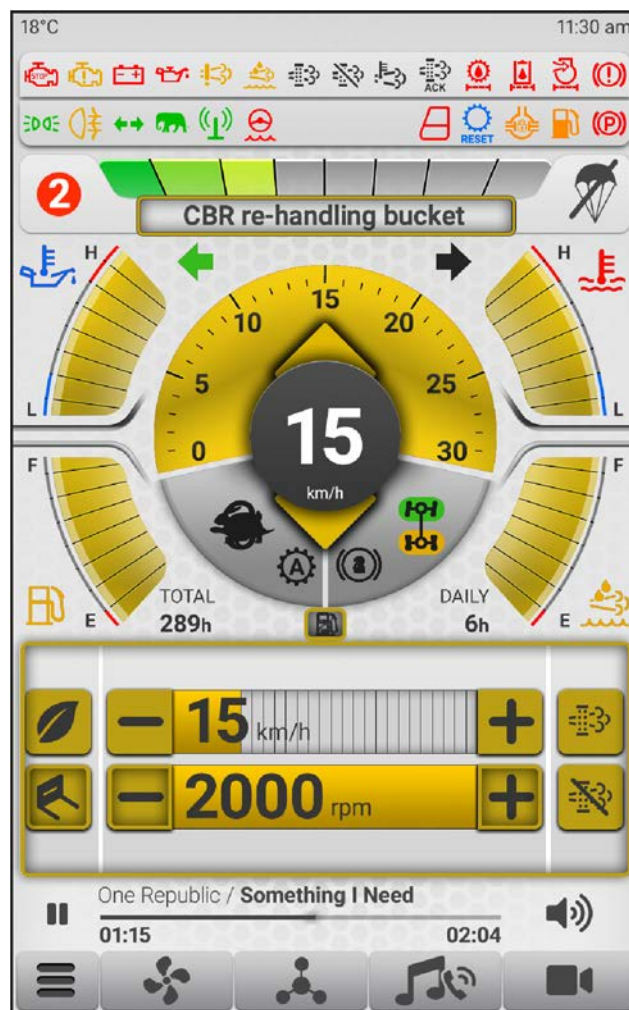 18°C 11:30 am
STOP
ACK
RESET
2
CBR re-handling bucket
H H
15
10 20
5 25
L L
0 30
15
km/h
F F
A
TOTAL DAILY
E E
289h 6h
15 km/h
2000 rpm
One Republic / Something I Need
01:15 02:04